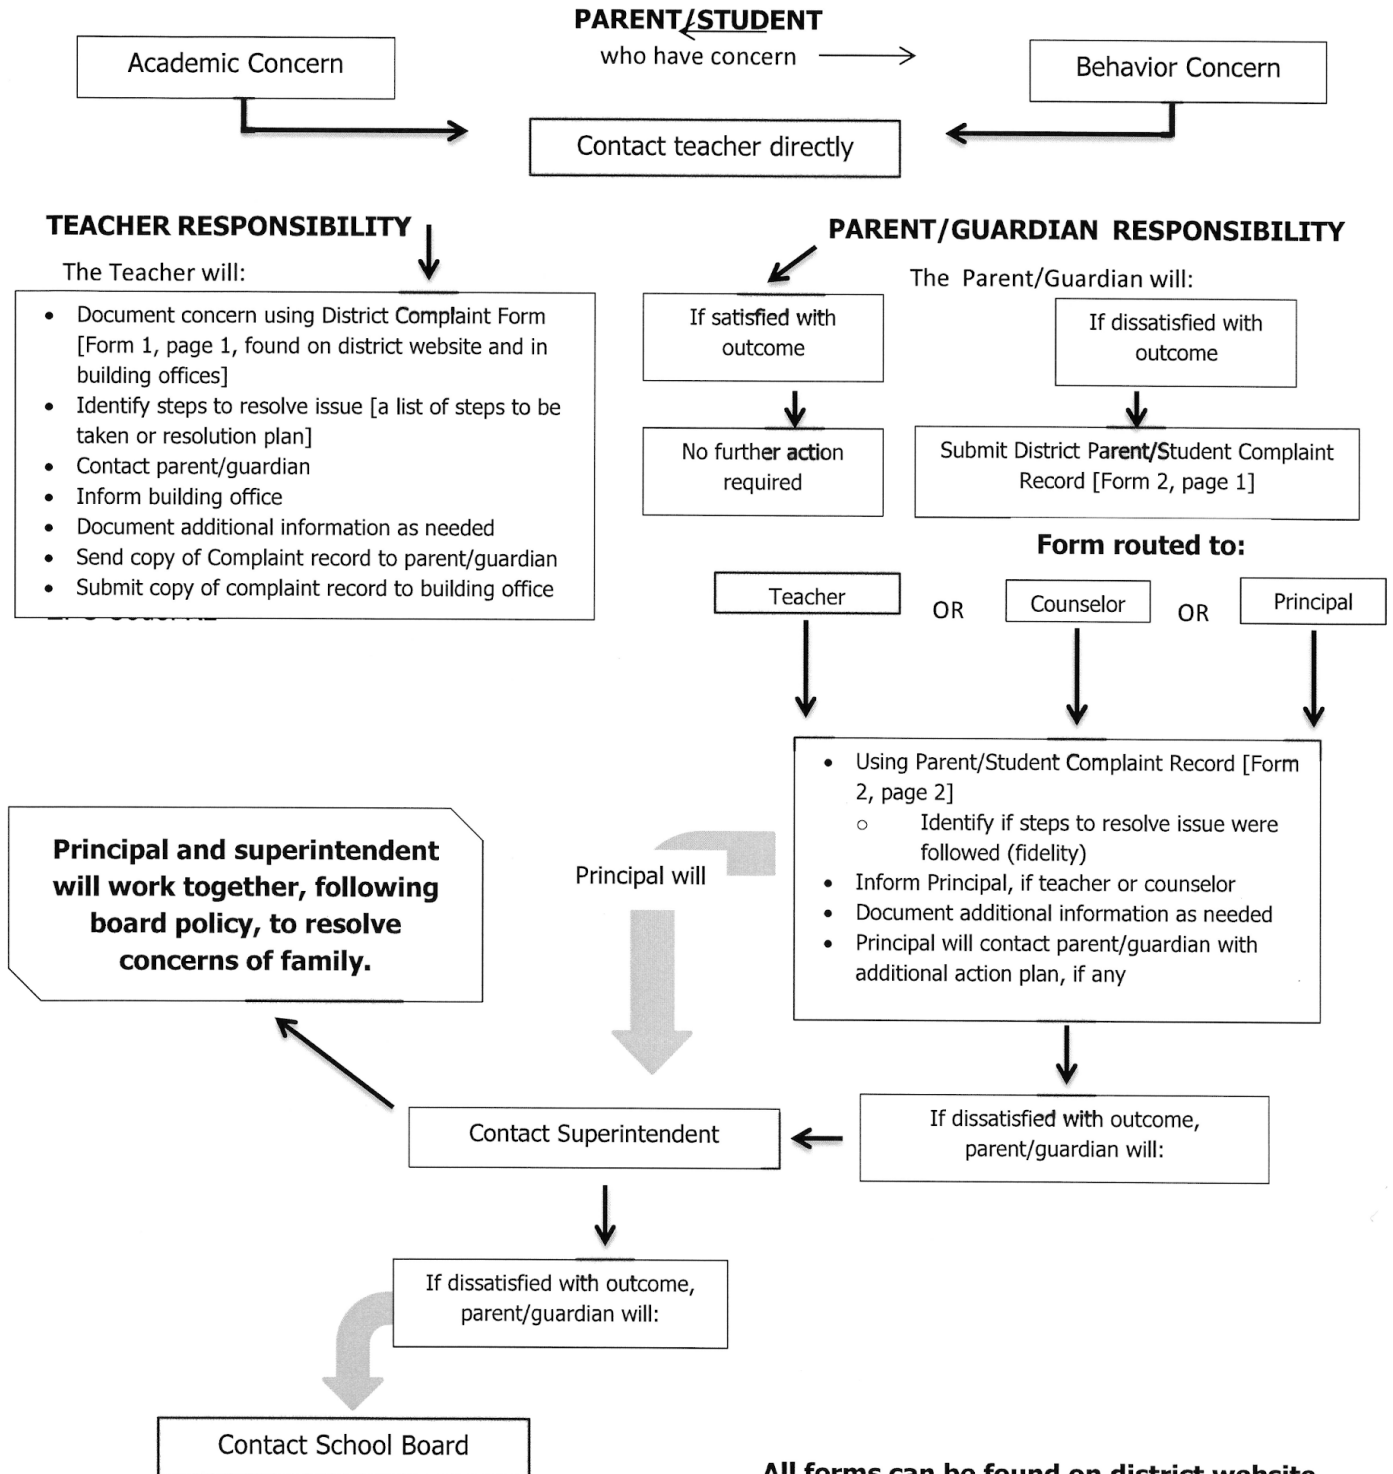 PARENT/STUDENT
who have concern
Academic Concern
Behavior Concern
Contact teacher directly
TEACHER RESPONSIBILITY
The Teacher will:
• Document concern using District Complaint Form
[Form 1, page 1, found on district website and in
building offices]
• Identify steps to resolve issue [a list of steps to be
taken or resolution plan]
• Contact parent/guardian
• Inform building office
• Document additional information as needed
• Send copy of Complaint record to parent/guardian
• Submit copy of complaint record to building office
PARENT/GUARDIAN RESPONSIBILITY
The Parent/Guardian will:
If satisfied with
outcome
No further action
required
If dissatisfied with
outcome
Submit District Parent/Student Complaint
Record [Form 2, page 1]
Form routed to:
Teacher
OR
Counselor
OR
Principal
• Using Parent/Student Complaint Record [Form
2, page 2]
o Identify if steps to resolve issue were
followed (fidelity)
• Inform Principal, if teacher or counselor
• Document additional information as needed
• Principal will contact parent/guardian with
additional action plan, if any
Principal will
Principal and superintendent
will work together, following
board policy, to resolve
concerns of family.
If dissatisfied with outcome,
parent/guardian will:
Contact Superintendent
If dissatisfied with outcome,
parent/guardian will:
Contact School Board
All forms can be found on district website